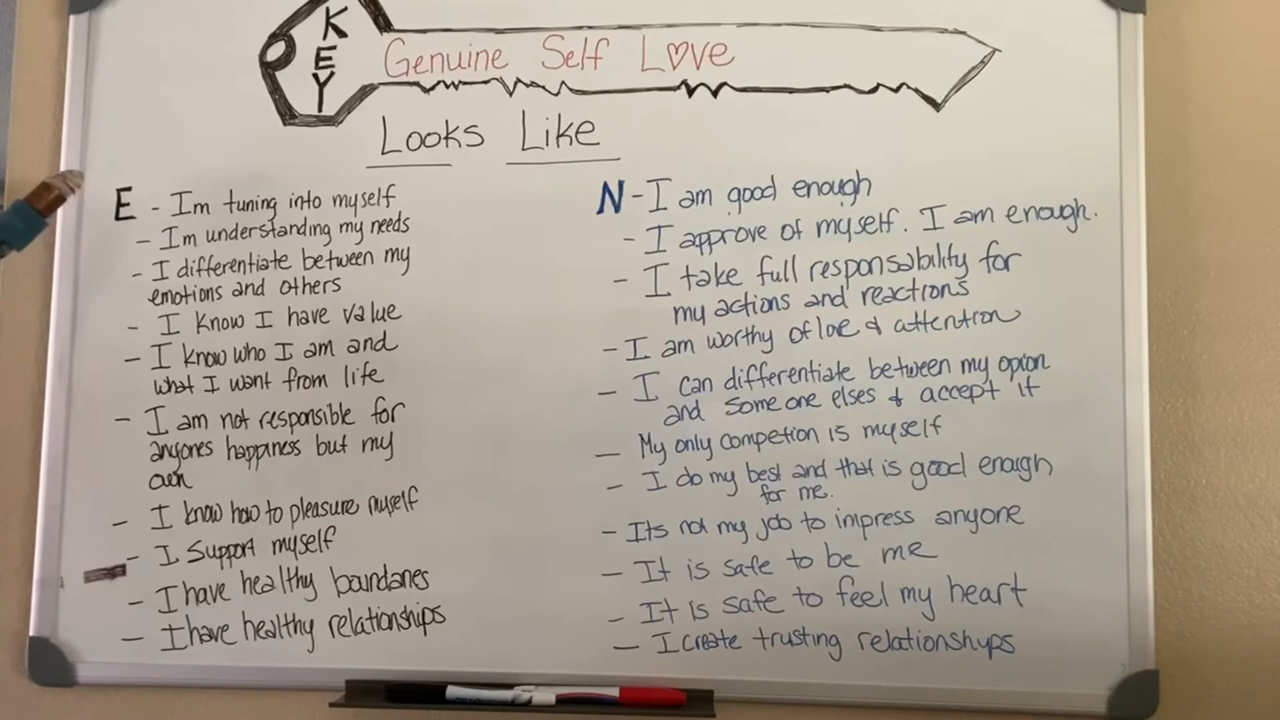 KEY
Genuine Self L♡ve
Looks Like
E - Im tuning into myself
- Im understanding my needs
- I differentiate between my
emotions and others
- I know I have value
- I know who I am and
what I want from life
- I am not responsible for
anyones happiness but my
own
- I know how to pleasure myself
- I support myself
- I have healthy boundaries
- I have healthy relationships
N - I am good enough
- I approve of myself. I am enough.
- I take full responsability for
my actions and reactions
- I am worthy of love & attention
- I can differentiate between my opion
and someone elses & accept it
- My only competion is myself
- I do my best and that is good enough
for me.
- Its not my job to impress anyone
- It is safe to be me
- It is safe to feel my heart
- I create trusting relationships